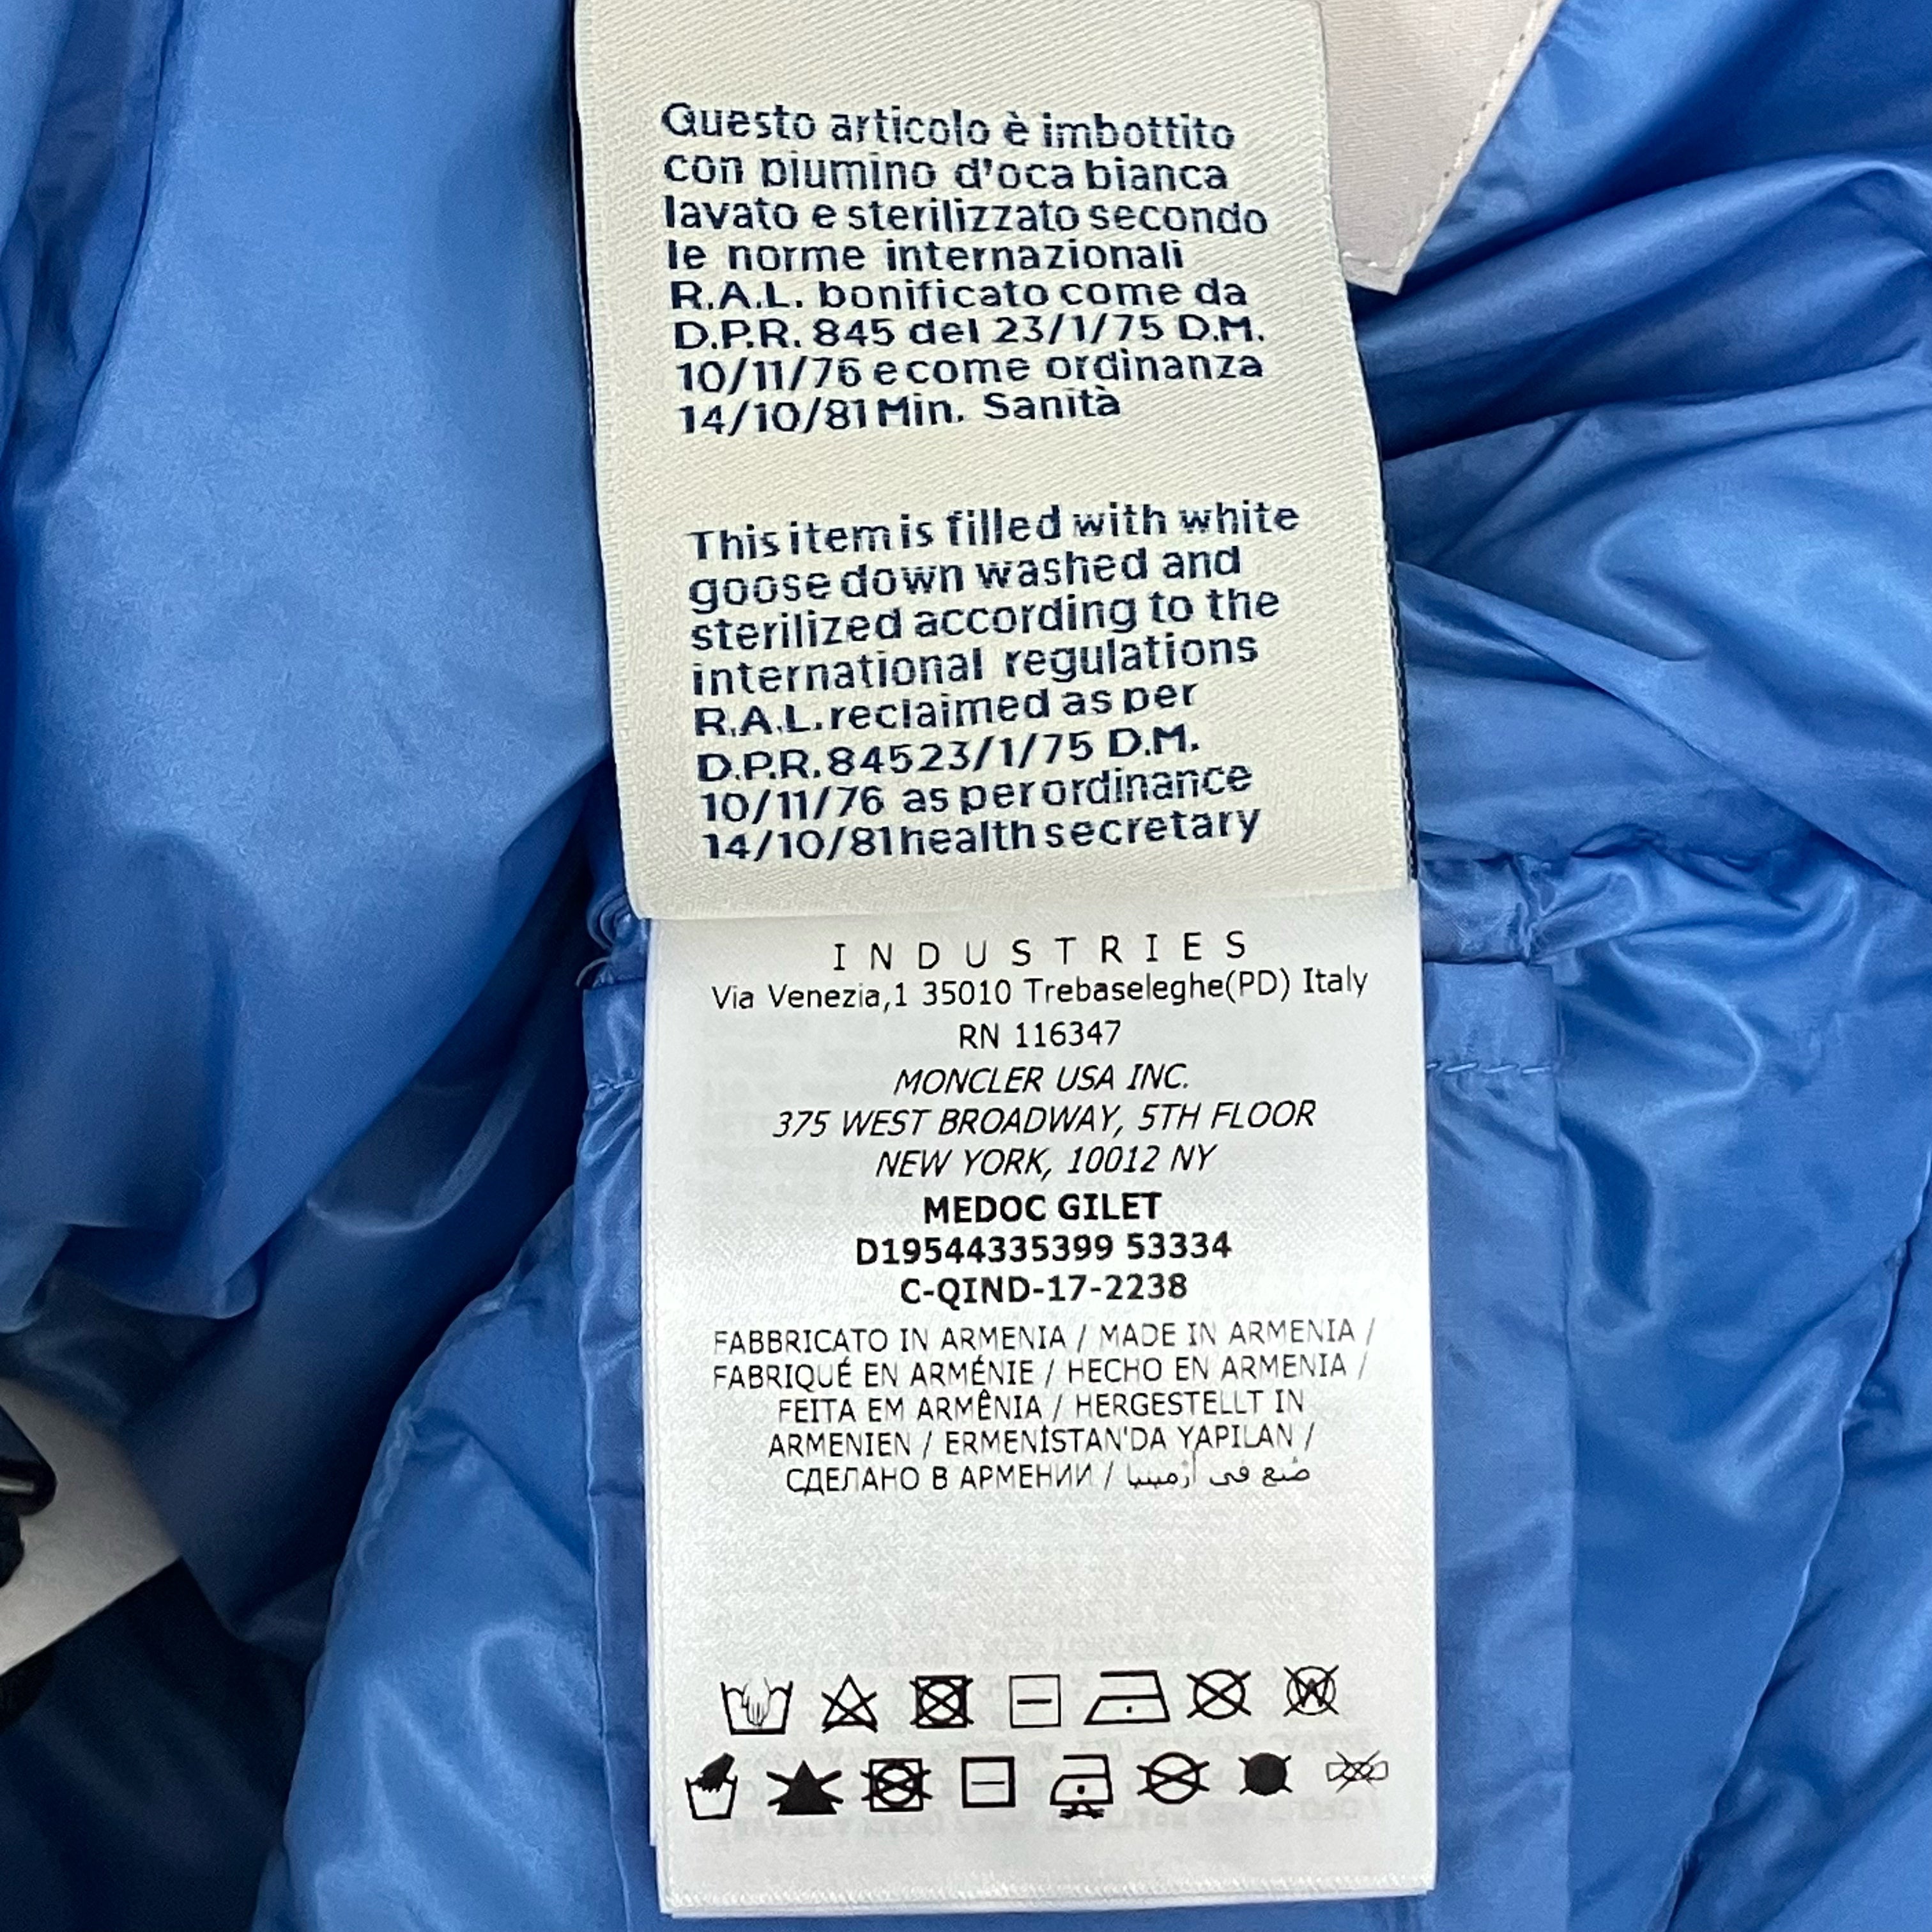 Questo articolo è imbottito
con piumino d'oca bianca
lavato e sterilizzato secondo
le norme internazionali
R.A.L. bonificato come da
D.P.R. 845 del 23/1/75 D.M.
10/11/76 e come ordinanza
14/10/81 Min. Sanità
This item is filled with white
goose down washed and
sterilized according to the
international regulations
R.A.L. reclaimed as per
D.P.R. 845 23/1/75 D.M.
10/11/76 as per ordinance
14/10/81 health secretary
INDUSTRIES
Via Venezia,1 35010 Trebaseleghe(PD) Italy
RN 116347
MONCLER USA INC.
375 WEST BROADWAY, 5TH FLOOR
NEW YORK, 10012 NY
MEDOC GILET
D19544335399 53334
C-QIND-17-2238
FABBRICATO IN ARMENIA / MADE IN ARMENIA /
FABRIQUÉ EN ARMÉNIE / HECHO EN ARMENIA /
FEITA EM ARMÊNIA / HERGESTELLT IN
ARMENIEN / ERMENİSTAN'DA YAPILAN /
СДЕЛАНО В АРМЕНИИ / صُنع في أرمينيا
W